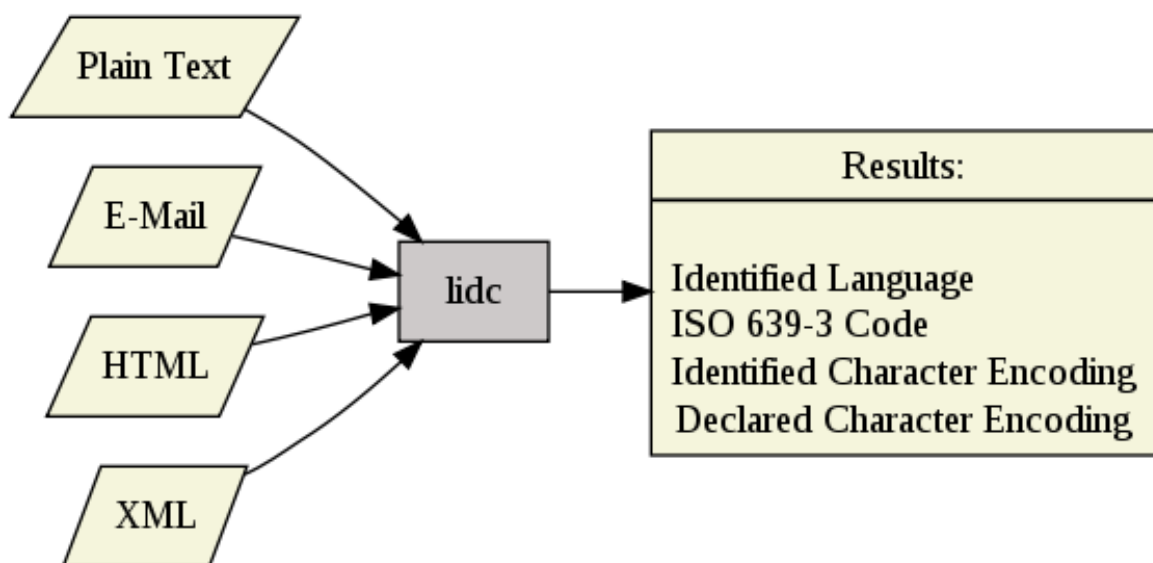 Plain Text
E-Mail
HTML
XML
lidc
Results:
Identified Language
ISO 639-3 Code
Identified Character Encoding
Declared Character Encoding